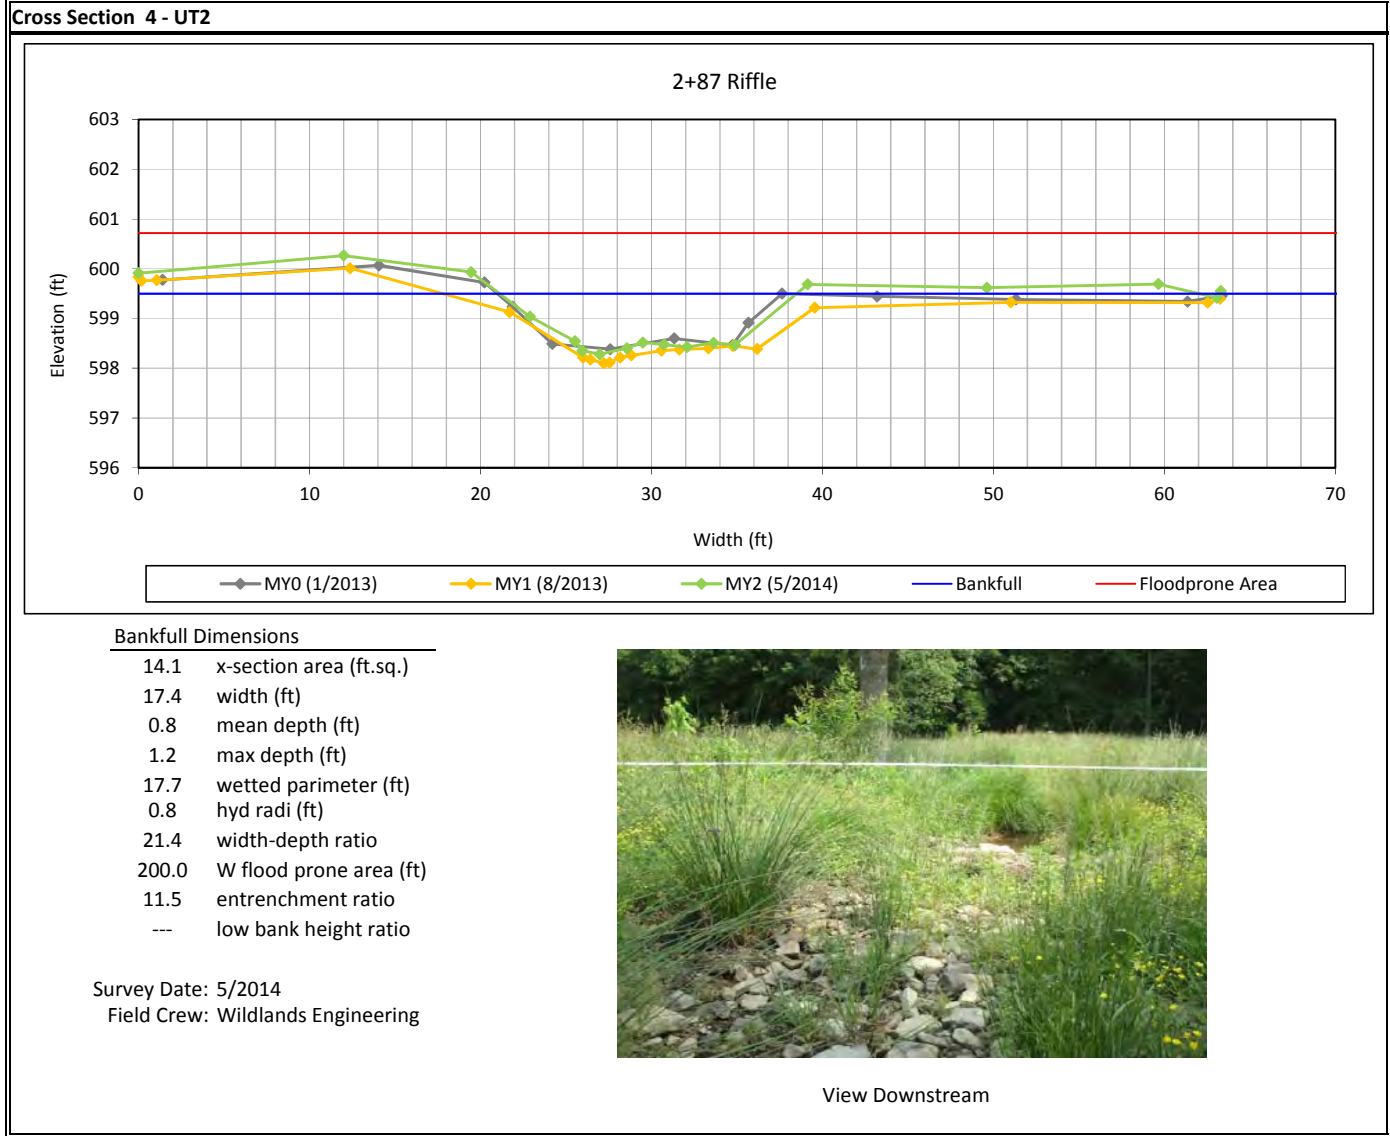 Cross Section 4 - UT2
2+87 Riffle
603
602
601
600
599
598
597
596
Elevation (ft)
0 10 20 30 40 50 60 70
Width (ft)
MY0 (1/2013) MY1 (8/2013) MY2 (5/2014) Bankfull Floodprone Area
Bankfull Dimensions
14.1 x-section area (ft.sq.)
17.4 width (ft)
0.8 mean depth (ft)
1.2 max depth (ft)
17.7 wetted parimeter (ft)
0.8 hyd radi (ft)
21.4 width-depth ratio
200.0 W flood prone area (ft)
11.5 entrenchment ratio
--- low bank height ratio
Survey Date: 5/2014
Field Crew: Wildlands Engineering
View Downstream